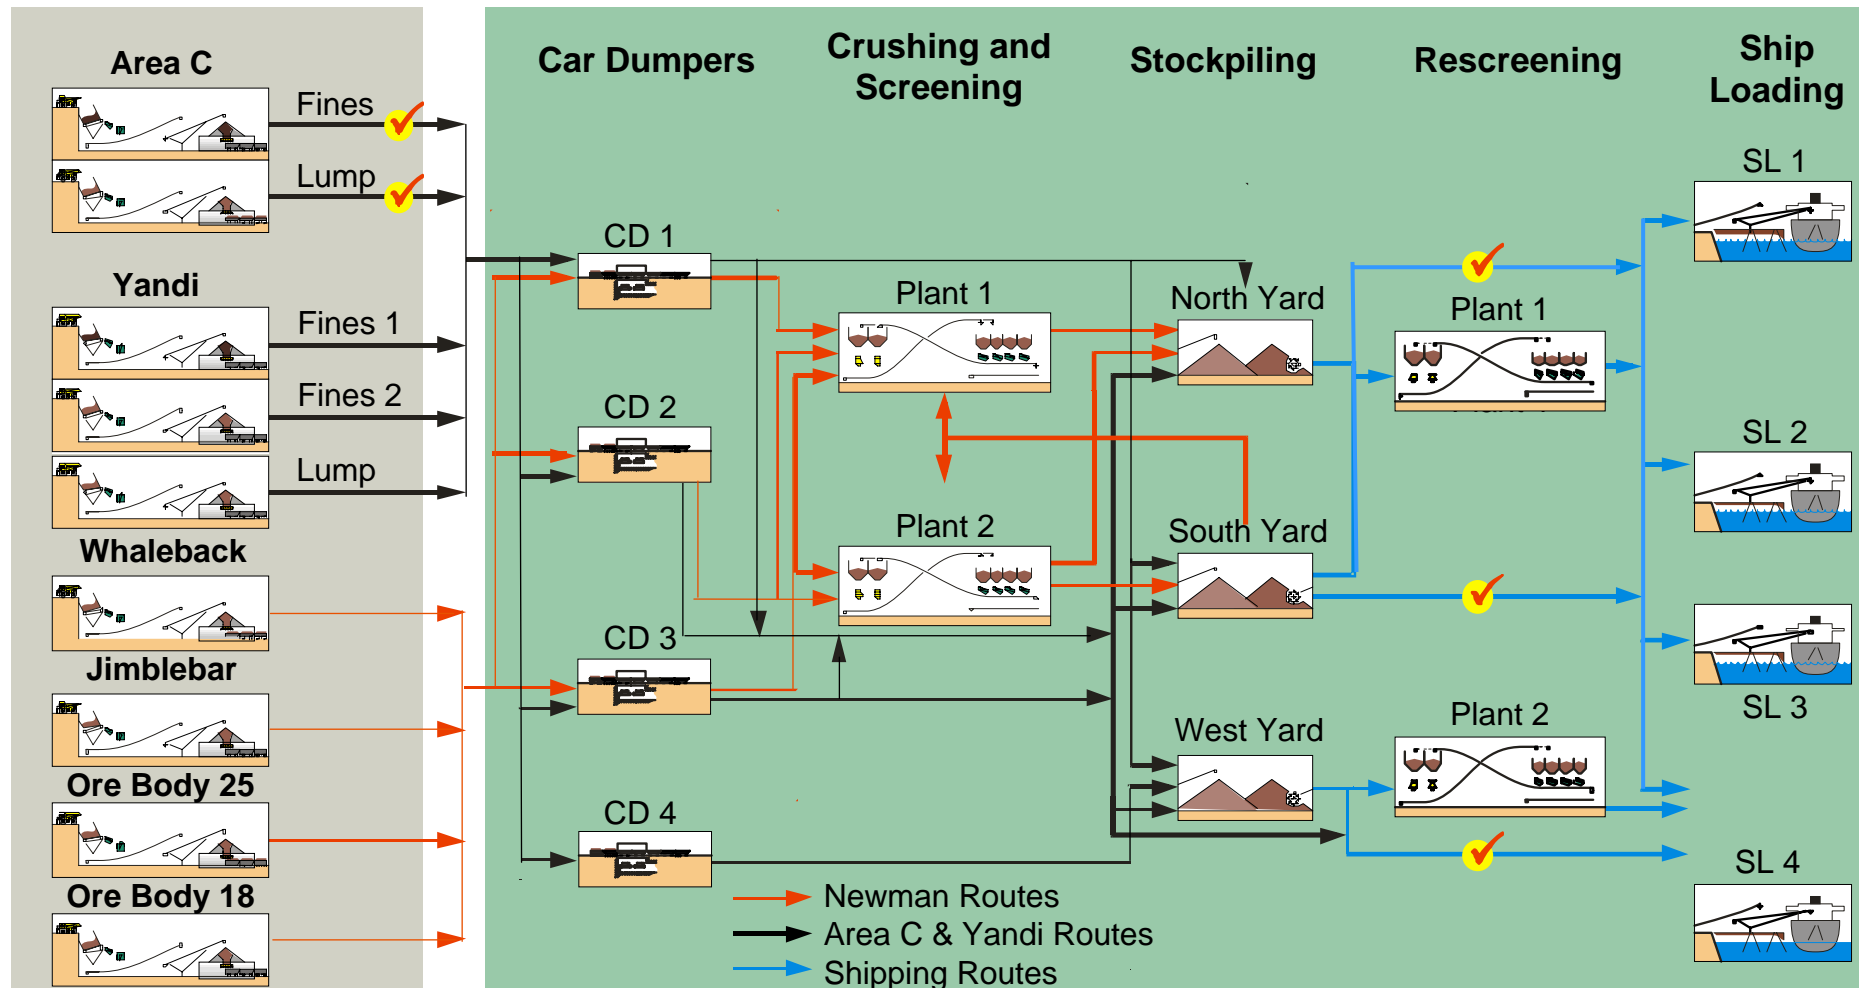 Car Dumpers
Crushing and
Screening
Stockpiling
Rescreening
Ship
Loading
Area C
Fines
Lump
Yandi
Fines 1
Fines 2
Lump
Whaleback
Jimblebar
Ore Body 25
Ore Body 18
CD 1
CD 2
CD 3
CD 4
Plant 1
Plant 2
North Yard
South Yard
West Yard
Plant 1
Plant 2
SL 1
SL 2
SL 3
SL 4
Newman Routes
Area C & Yandi Routes
Shipping Routes